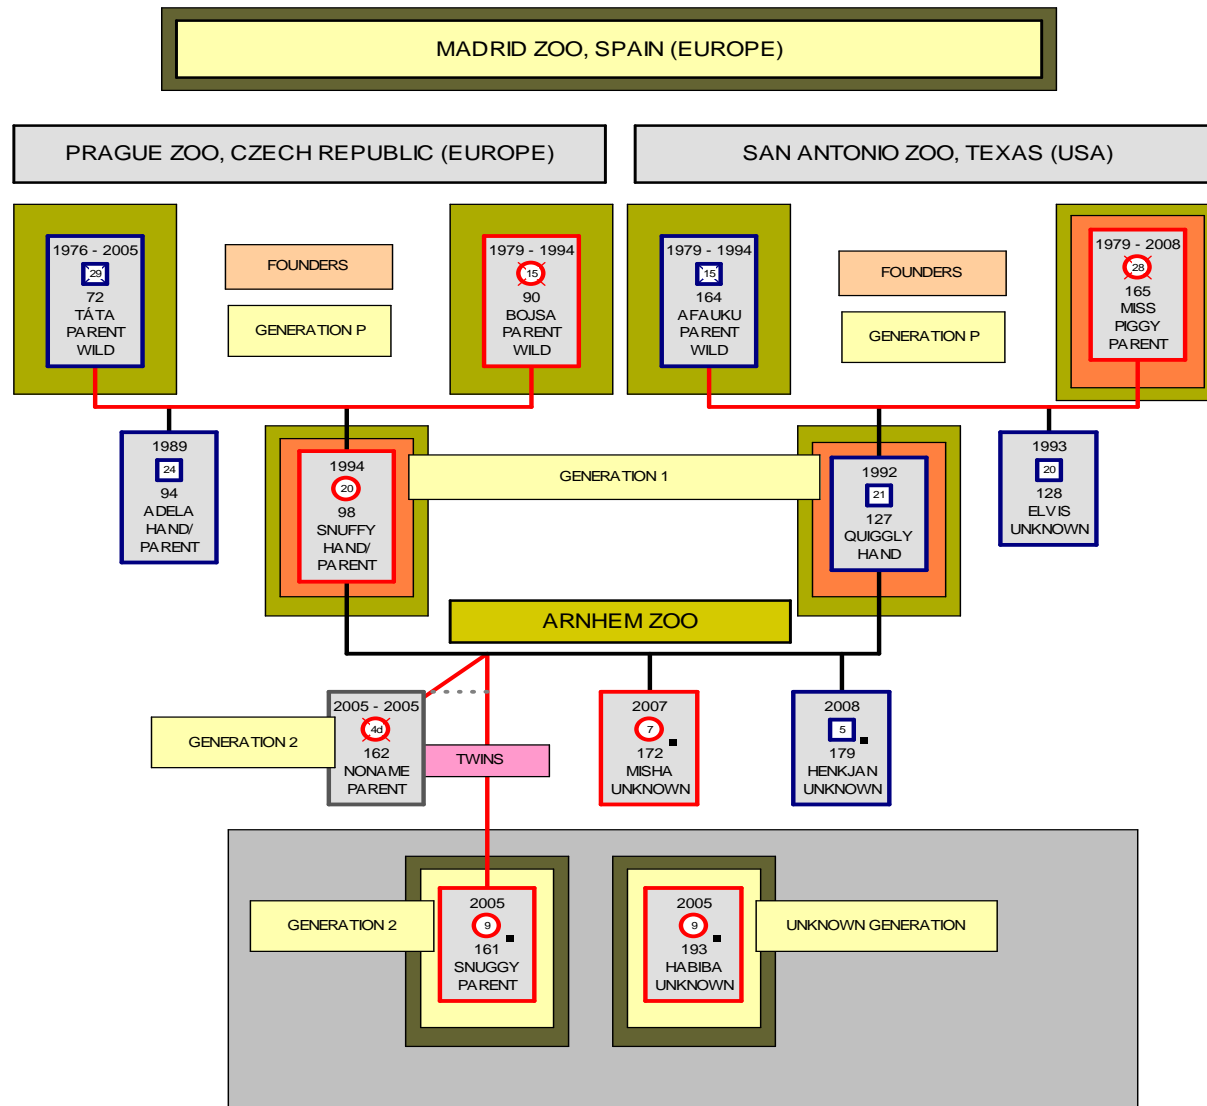 MADRID ZOO, SPAIN (EUROPE)
PRAGUE ZOO, CZECH REPUBLIC (EUROPE)
SAN ANTONIO ZOO, TEXAS (USA)
1976 - 2005
29
72
TÁTA
PARENT
WILD
FOUNDERS
GENERATION P
1979 - 1994
15
90
BOJSA
PARENT
WILD
1979 - 1994
15
164
AFAUKU
PARENT
WILD
FOUNDERS
GENERATION P
1979 - 2008
28
165
MISS
PIGGY
PARENT
1989
24
94
ADELA
HAND/
PARENT
1994
20
98
SNUFFY
HAND/
PARENT
GENERATION 1
1992
21
127
QUIGGLY
HAND
1993
20
128
ELVIS
UNKNOWN
ARNHEM ZOO
GENERATION 2
2005 - 2005
4d
162
NONAME
PARENT
TWINS
2007
7
172
MISHA
UNKNOWN
2008
5
179
HENKJAN
UNKNOWN
GENERATION 2
2005
9
161
SNUGGY
PARENT
2005
9
193
HABIBA
UNKNOWN
UNKNOWN GENERATION